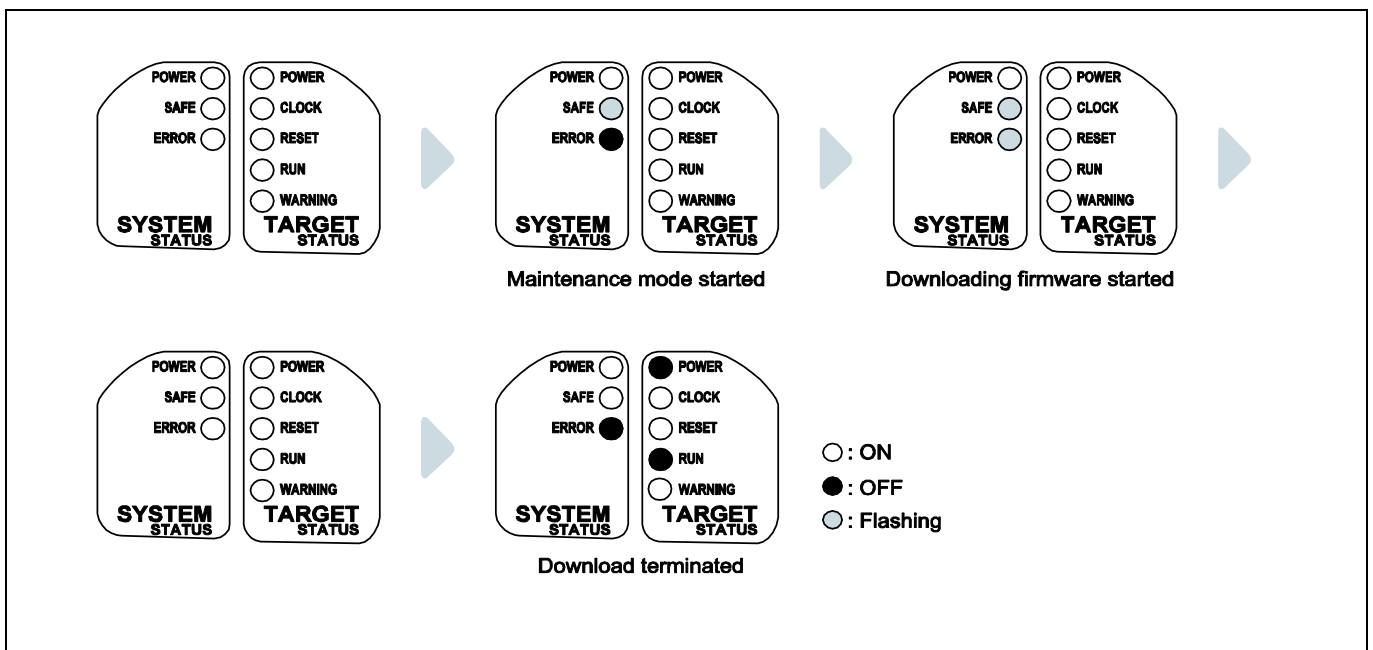 POWER POWER
SAFE CLOCK
ERROR RESET
RUN
WARNING
SYSTEM TARGET
STATUS STATUS
POWER POWER
SAFE CLOCK
ERROR RESET
RUN
WARNING
SYSTEM TARGET
STATUS STATUS
Maintenance mode started
POWER POWER
SAFE CLOCK
ERROR RESET
RUN
WARNING
SYSTEM TARGET
STATUS STATUS
Downloading firmware started
POWER POWER
SAFE CLOCK
ERROR RESET
RUN
WARNING
SYSTEM TARGET
STATUS STATUS
POWER POWER
SAFE CLOCK
ERROR RESET
RUN
WARNING
SYSTEM TARGET
STATUS STATUS
Download terminated
: ON
: OFF
: Flashing